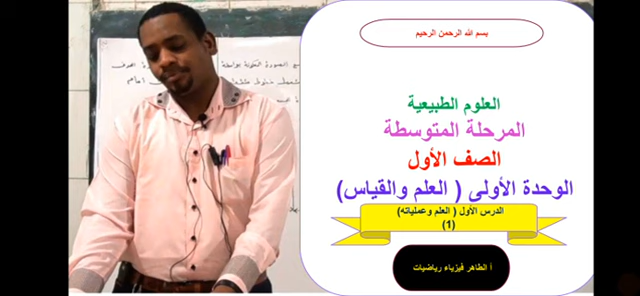 بسم الله الرحمن الرحيم
العلوم الطبيعية
المرحلة المتوسطة
الصف الأول
الوحدة الأولى ( العلم والقياس)
الدرس الأول ( العلم وعملياته)
(1)
أ الطاهر فيزياء رياضيات